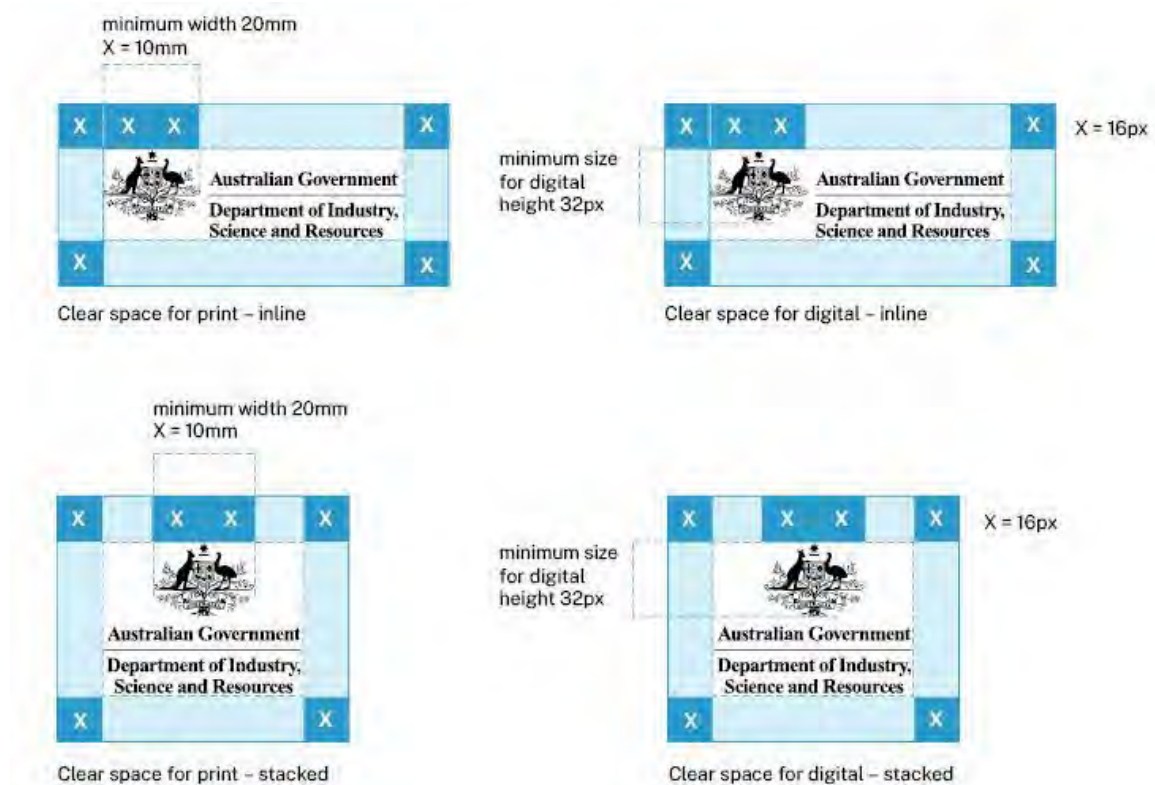 minimum width 20mm
X = 10mm
X X X X
Australian Government
Department of Industry,
Science and Resources
X X
Clear space for print – inline
X X X X
X = 16px
minimum size
for digital
height 32px
Australian Government
Department of Industry,
Science and Resources
X X
Clear space for digital – inline
minimum width 20mm
X = 10mm
X X X X
Australian Government
Department of Industry,
Science and Resources
X X
Clear space for print – stacked
X X X X
X = 16px
minimum size
for digital
height 32px
Australian Government
Department of Industry,
Science and Resources
X X
Clear space for digital – stacked